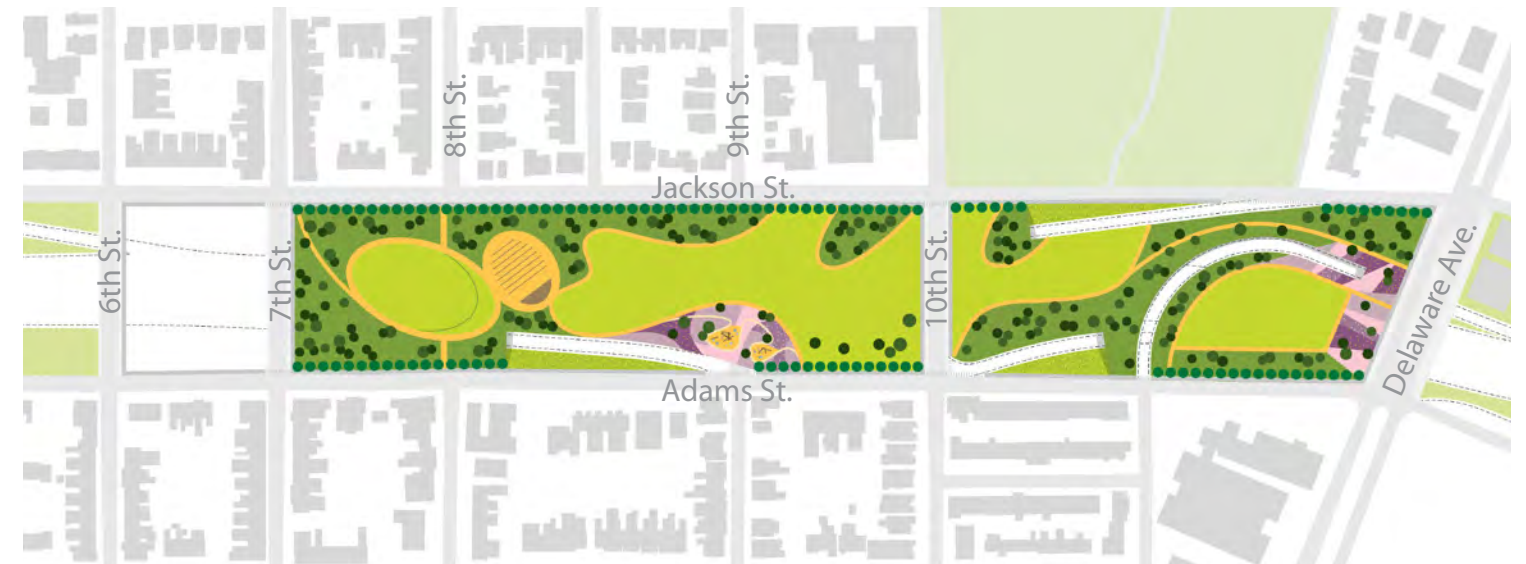 8th St.
9th St.
Jackson St.
6th St.
7th St.
10th St.
Delaware Ave.
Adams St.